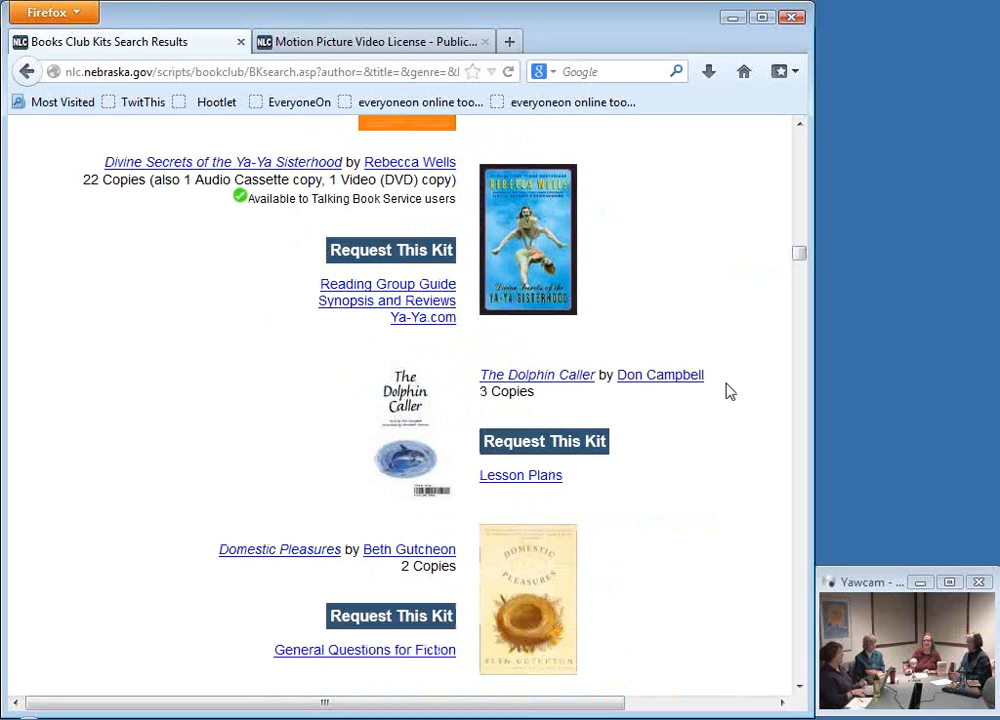 Firefox
NLC Books Club Kits Search Results
NLC Motion Picture Video License - Public...
nlc.nebraska.gov/scripts/bookclub/BKsearch.asp?author=&title=&genre=&l
Google
Most Visited
TwitThis
Hootlet
EveryoneOn
everyoneon online too...
everyoneon online too...
Divine Secrets of the Ya-Ya Sisterhood by Rebecca Wells
22 Copies (also 1 Audio Cassette copy, 1 Video (DVD) copy)
Available to Talking Book Service users
Request This Kit
Reading Group Guide
Synopsis and Reviews
Ya-Ya.com
REBECCA WELLS
Divine Secrets of the
YA-YA SISTERHOOD
The
Dolphin
Caller
The Dolphin Caller by Don Campbell
3 Copies
Request This Kit
Lesson Plans
Domestic Pleasures by Beth Gutcheon
2 Copies
Request This Kit
General Questions for Fiction
DOMESTIC
PLEASURES
BETH GUTCHEON
Yawcam - ...